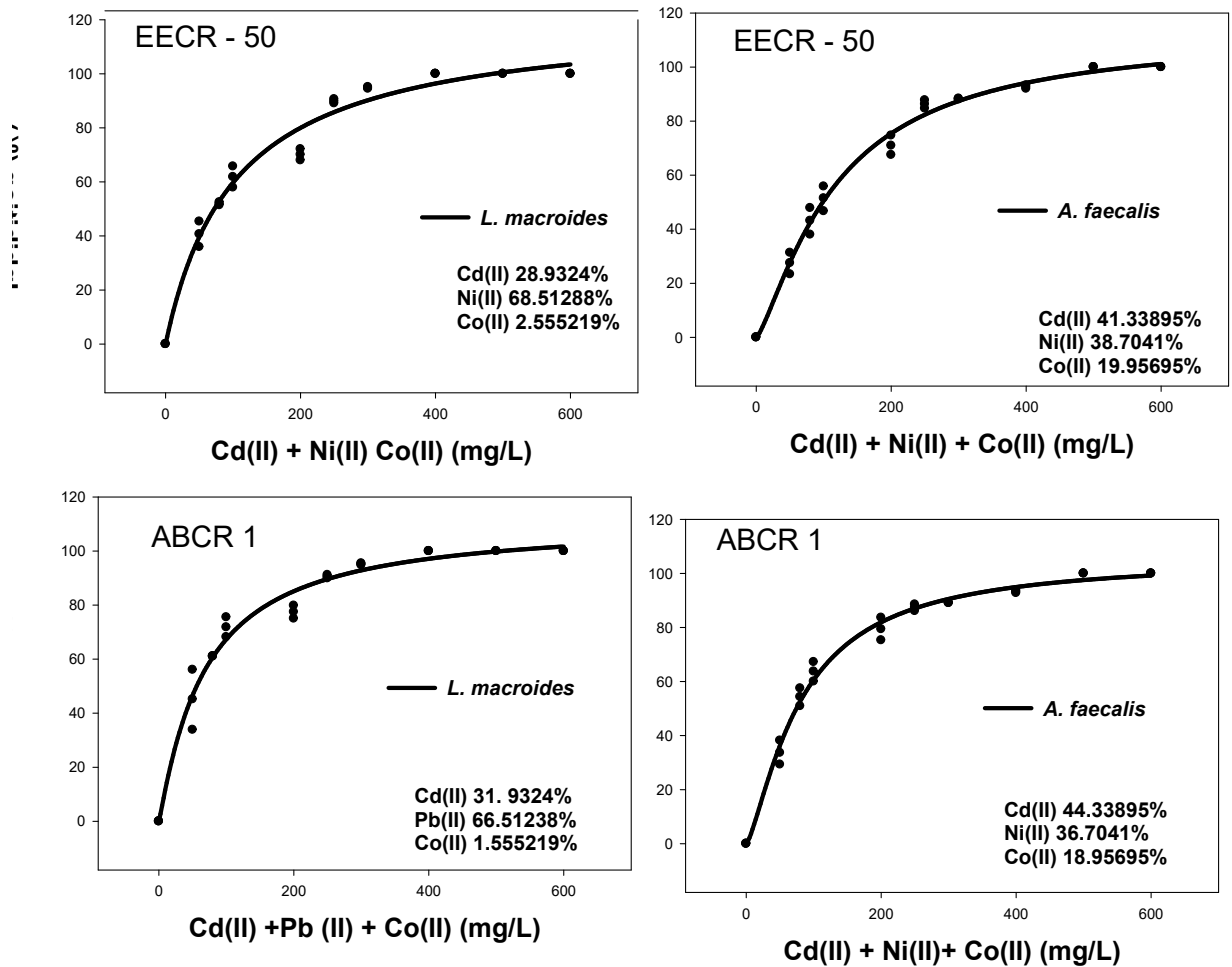 120
100
80
60
40
20
0
EECR - 50
L. macroides
Cd(II) 28.9324%
Ni(II) 68.51288%
Co(II) 2.555219%
0 200 400 600
Cd(II) + Ni(II) Co(II) (mg/L)
120
100
80
60
40
20
0
EECR - 50
A. faecalis
Cd(II) 41.33895%
Ni(II) 38.7041%
Co(II) 19.95695%
0 200 400 600
Cd(II) + Ni(II) + Co(II) (mg/L)
120
100
80
60
40
20
0
ABCR 1
L. macroides
Cd(II) 31. 9324%
Pb(II) 66.51238%
Co(II) 1.555219%
0 200 400 600
Cd(II) +Pb (II) + Co(II) (mg/L)
120
100
80
60
40
20
0
ABCR 1
A. faecalis
Cd(II) 44.33895%
Ni(II) 36.7041%
Co(II) 18.95695%
0 200 400 600
Cd(II) + Ni(II)+ Co(II) (mg/L)